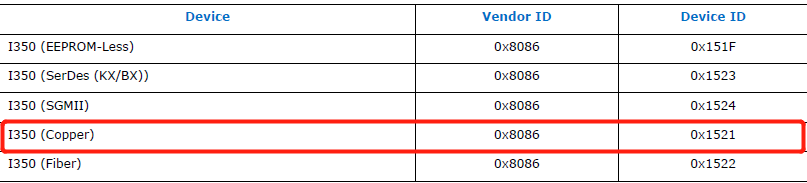 Device Vendor ID Device ID
I350 (EEPROM-Less) 0x8086 0x151F
I350 (SerDes (KX/BX)) 0x8086 0x1523
I350 (SGMII) 0x8086 0x1524
I350 (Copper) 0x8086 0x1521
I350 (Fiber) 0x8086 0x1522